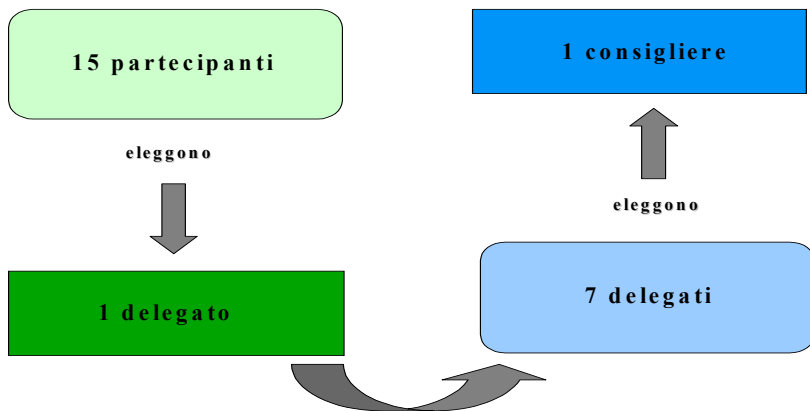 15 partecipanti
eleggono
1 delegato
7 delegati
eleggono
1 consigliere